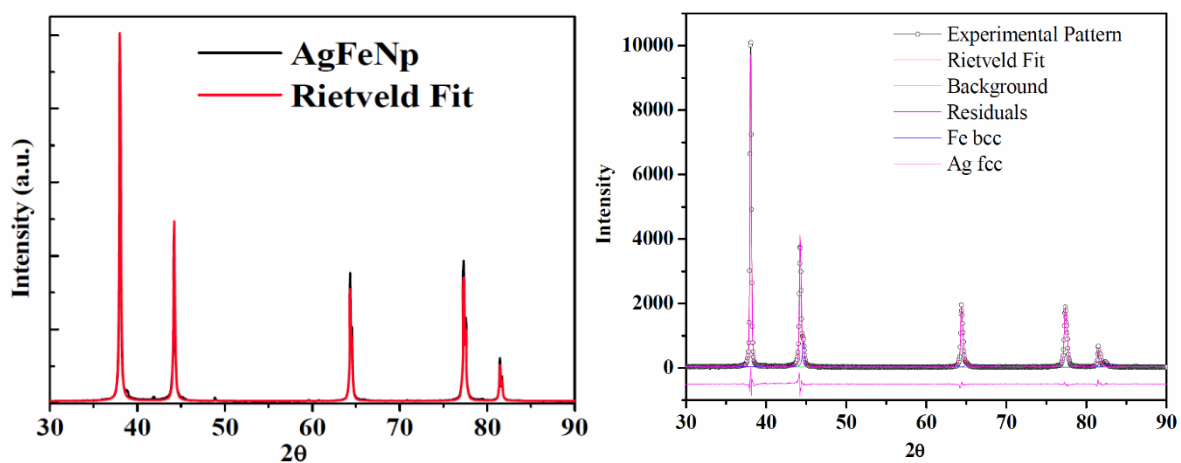 AgFeNp
Rietveld Fit
Intensity (a.u.)
30 40 50 60 70 80 90
2θ
Experimental Pattern
Rietveld Fit
Background
Residuals
Fe bcc
Ag fcc
Intensity
10000
8000
6000
4000
2000
0
30 40 50 60 70 80 90
2θ